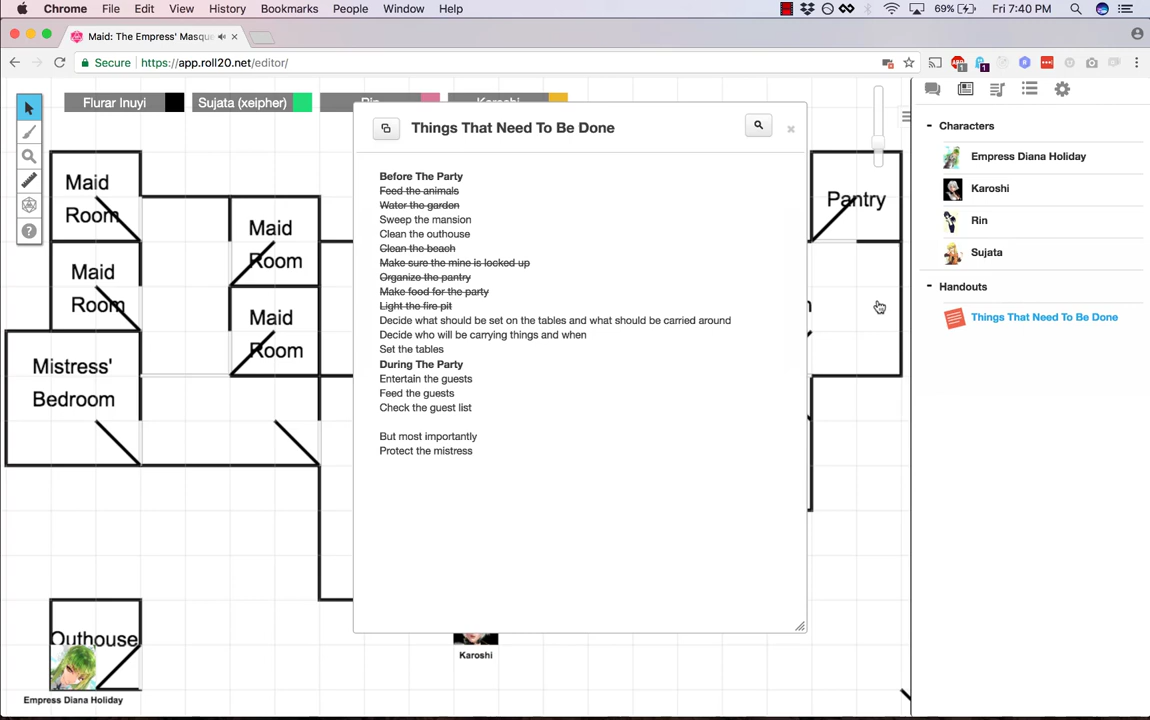 Chrome File Edit View History Bookmarks People Window Help 69% Fri 7:40 PM
Maid: The Empress' Masque
Secure https://app.roll20.net/editor/
Flurar Inuyi Sujata (xeipher) Rin Karoshi
Things That Need To Be Done
Before The Party
Feed the animals
Water the garden
Sweep the mansion
Clean the outhouse
Clean the beach
Make sure the mine is locked up
Organize the pantry
Make food for the party
Light the fire pit
Decide what should be set on the tables and what should be carried around
Decide who will be carrying things and when
Set the tables
During The Party
Entertain the guests
Feed the guests
Check the guest list
But most importantly
Protect the mistress
Maid
Room
Maid
Room
Maid
Room
Maid
Room
Mistress'
Bedroom
Pantry
Outhouse
Empress Diana Holiday
Karoshi
Characters
Empress Diana Holiday
Karoshi
Rin
Sujata
Handouts
Things That Need To Be Done